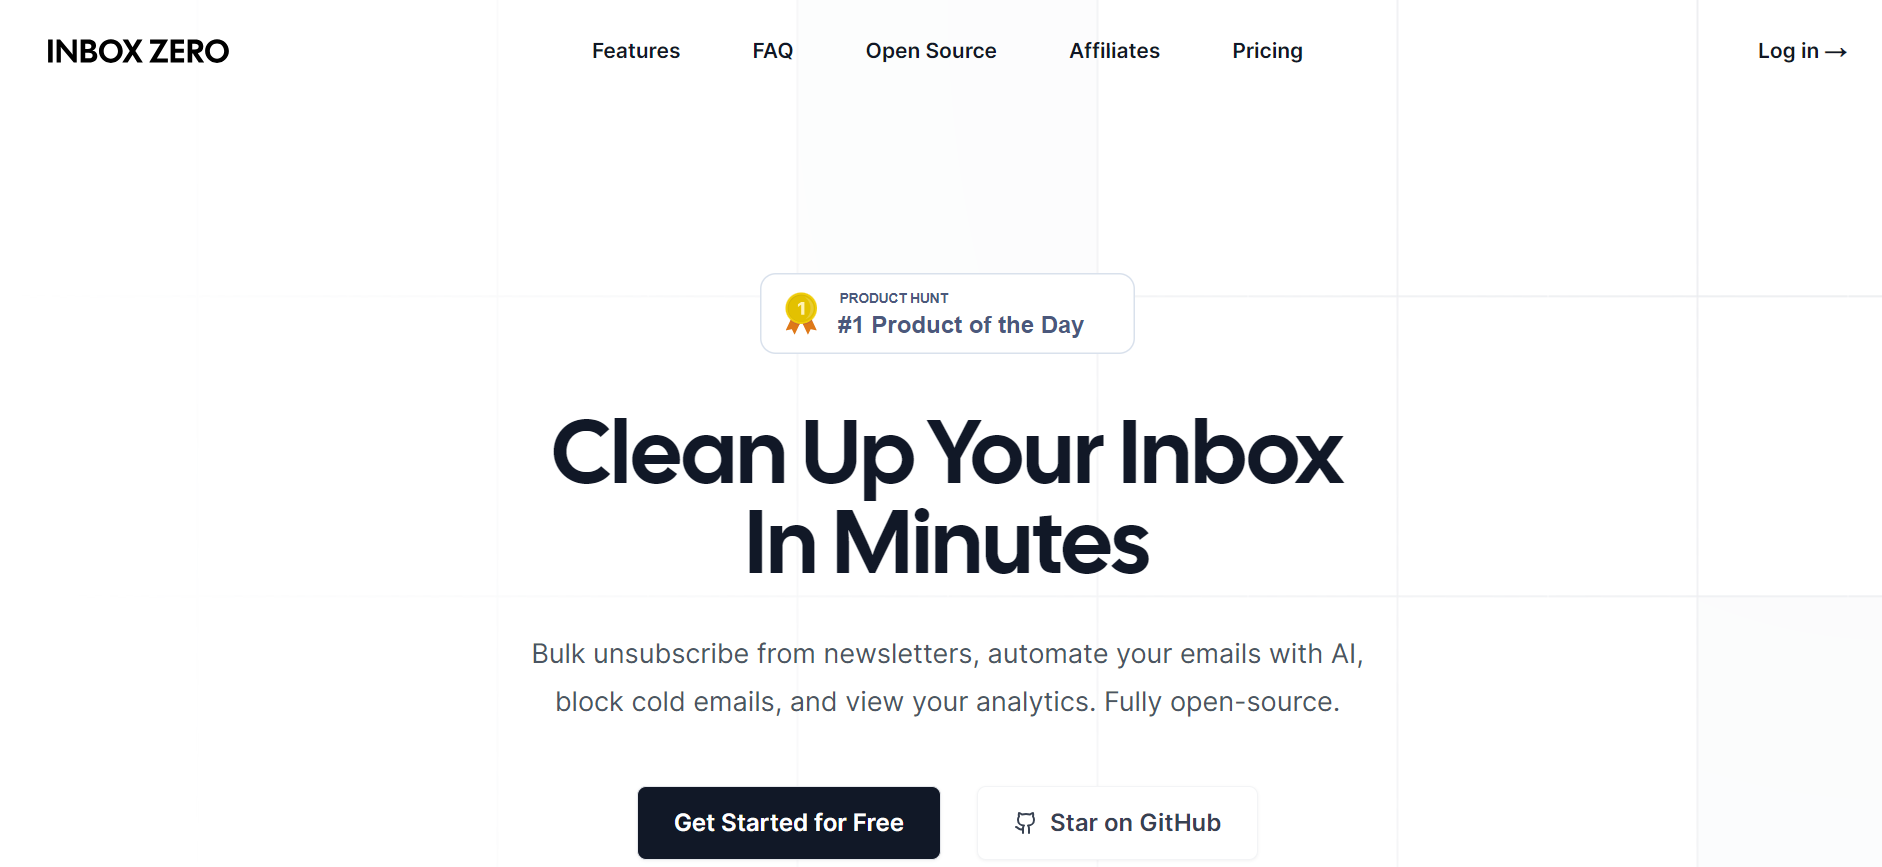 INBOX ZERO
Features
FAQ
Open Source
Affiliates
Pricing
Log in →
1
PRODUCT HUNT
#1 Product of the Day
Clean Up Your Inbox
In Minutes
Bulk unsubscribe from newsletters, automate your emails with AI,
block cold emails, and view your analytics. Fully open-source.
Get Started for Free
Star on GitHub